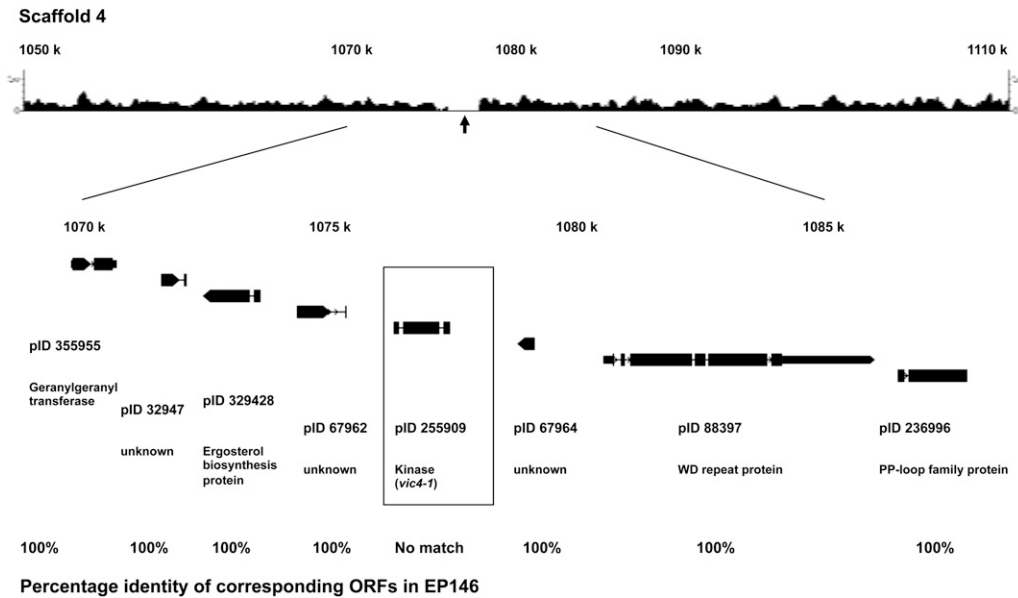 Scaffold 4
1050 k 1070 k 1080 k 1090 k 1110 k
1070 k 1075 k 1080 k 1085 k
pID 355955
Geranylgeranyl
transferase
pID 32947
unknown
pID 329428
Ergosterol
biosynthesis
protein
pID 67962
unknown
pID 255909
Kinase
(vic4-1)
pID 67964
unknown
pID 88397
WD repeat protein
pID 236996
PP-loop family protein
100% 100% 100% 100% No match 100% 100% 100%
Percentage identity of corresponding ORFs in EP146